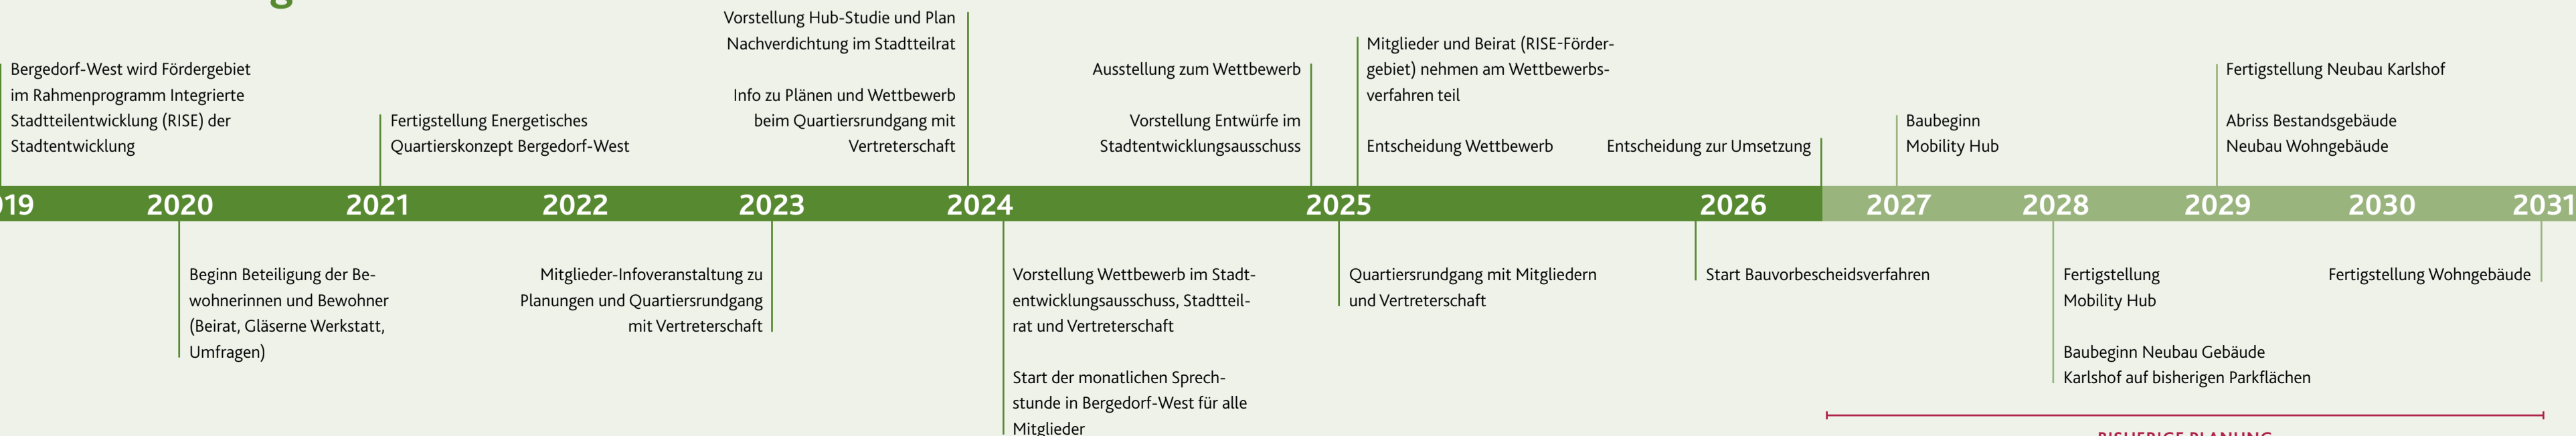 Vorstellung Hub-Studie und Plan
Nachverdichtung im Stadtteilrat
Info zu Plänen und Wettbewerb
beim Quartiersrundgang mit
Vertreterschaft
Bergedorf-West wird Fördergebiet
im Rahmenprogramm Integrierte
Stadtteilentwicklung (RISE) der
Stadtentwicklung
Fertigstellung Energetisches
Quartierskonzept Bergedorf-West
Ausstellung zum Wettbewerb
Vorstellung Entwürfe im
Stadtentwicklungsausschuss
Mitglieder und Beirat (RISE-Förder-
gebiet) nehmen am Wettbewerbs-
verfahren teil
Entscheidung Wettbewerb
Entscheidung zur Umsetzung
Baubeginn
Mobility Hub
Fertigstellung Neubau Karlshof
Abriss Bestandsgebäude
Neubau Wohngebäude
19 2020 2021 2022 2023 2024 2025 2026 2027 2028 2029 2030 2031
Beginn Beteiligung der Be-
wohnerinnen und Bewohner
(Beirat, Gläserne Werkstatt,
Umfragen)
Mitglieder-Infoveranstaltung zu
Planungen und Quartiersrundgang
mit Vertreterschaft
Vorstellung Wettbewerb im Stadt-
entwicklungsausschuss, Stadtteil-
rat und Vertreterschaft
Start der monatlichen Sprech-
stunde in Bergedorf-West für alle
Mitglieder
Quartiersrundgang mit Mitgliedern
und Vertreterschaft
Start Bauvorbescheidsverfahren
Fertigstellung
Mobility Hub
Baubeginn Neubau Gebäude
Karlshof auf bisherigen Parkflächen
Fertigstellung Wohngebäude
BISHERIGE PLANUNG